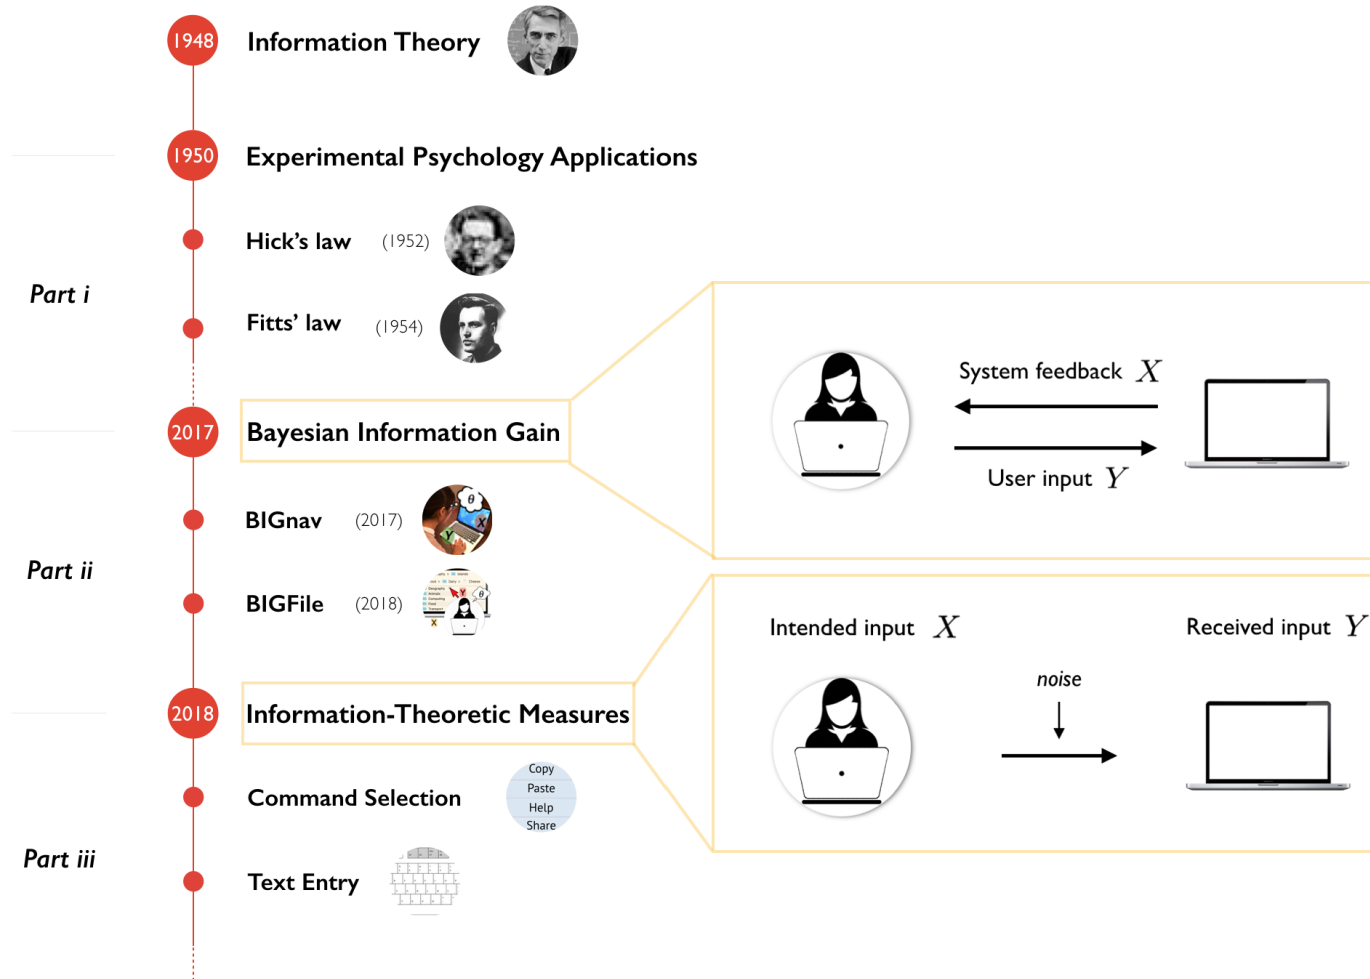 1948 Information Theory
1950 Experimental Psychology Applications
Hick's law (1952)
Part i
Fitts' law (1954)
2017 Bayesian Information Gain
BIGnav (2017)
θ
X
Y
Part ii
BIGFile (2018)
Y
θ
X
2018 Information-Theoretic Measures
Command Selection
Copy
Paste
Help
Share
Part iii
Text Entry
System feedback X
User input Y
Intended input X
Received input Y
noise